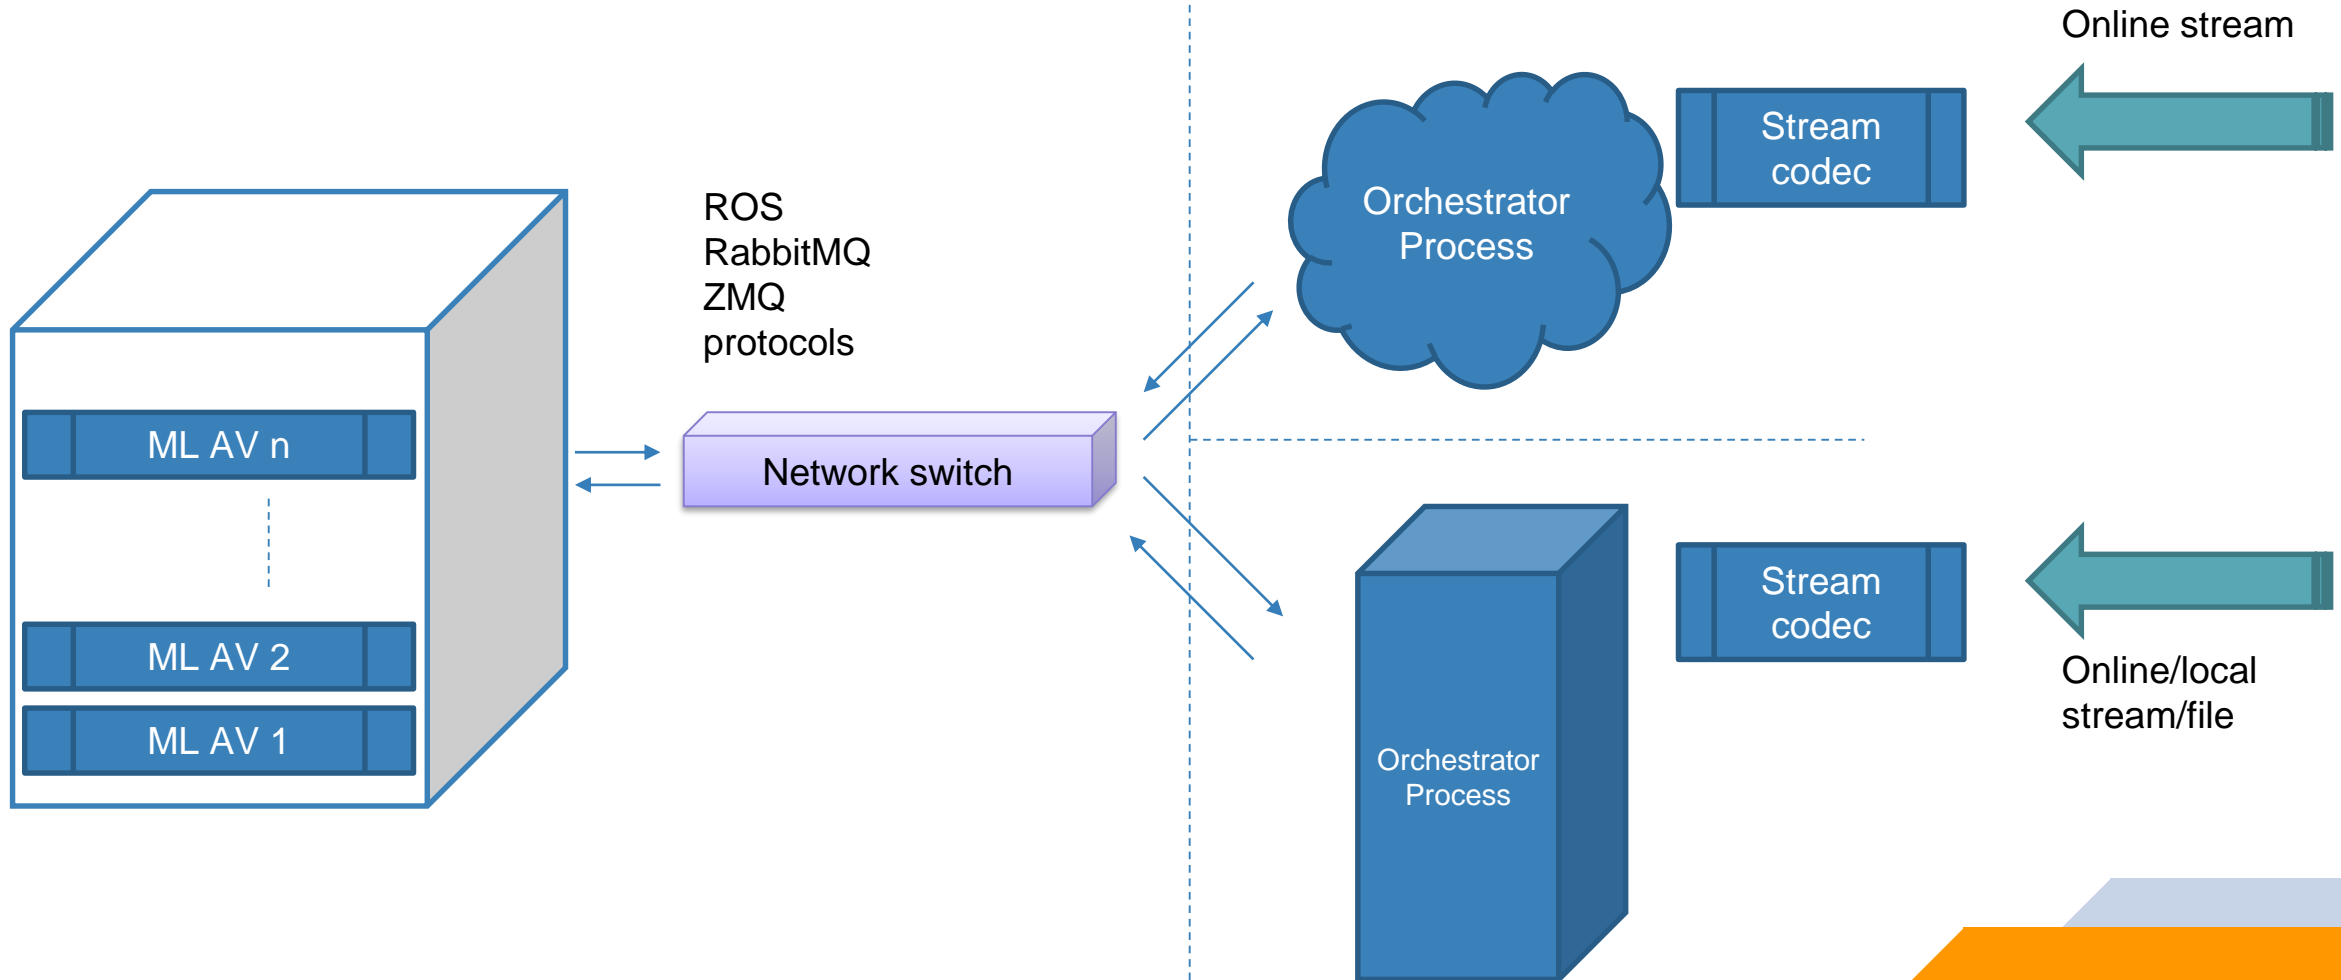 Online stream
Stream
codec
Orchestrator
Process
ROS
RabbitMQ
ZMQ
protocols
ML AV n
Network switch
ML AV 2
ML AV 1
Stream
codec
Online/local
stream/file
Orchestrator
Process